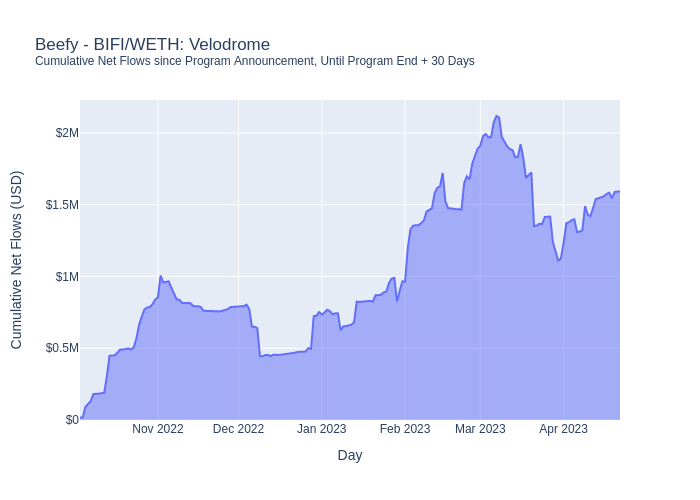 Beefy - BIFI/WETH: Velodrome
Cumulative Net Flows since Program Announcement, Until Program End + 30 Days
Cumulative Net Flows (USD)
$2M
$1.5M
$1M
$0.5M
$0
Nov 2022 Dec 2022 Jan 2023 Feb 2023 Mar 2023 Apr 2023
Day